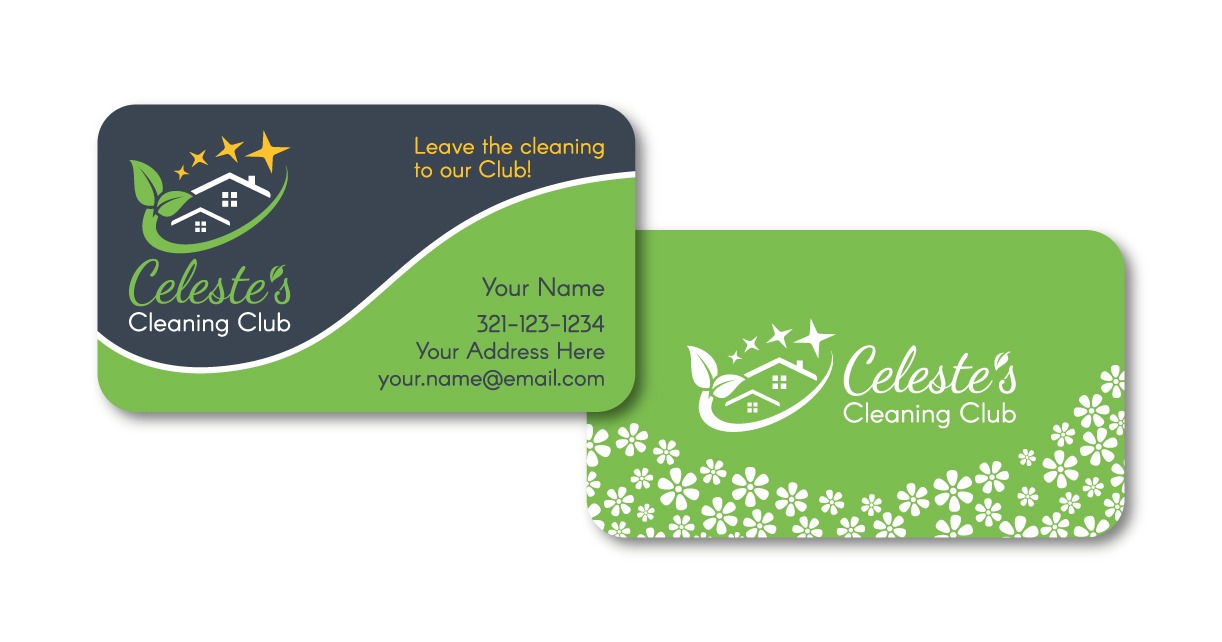 Leave the cleaning
to our Club!
Celeste's
Cleaning Club
Your Name
321-123-1234
Your Address Here
your.name@email.com
Celeste's
Cleaning Club